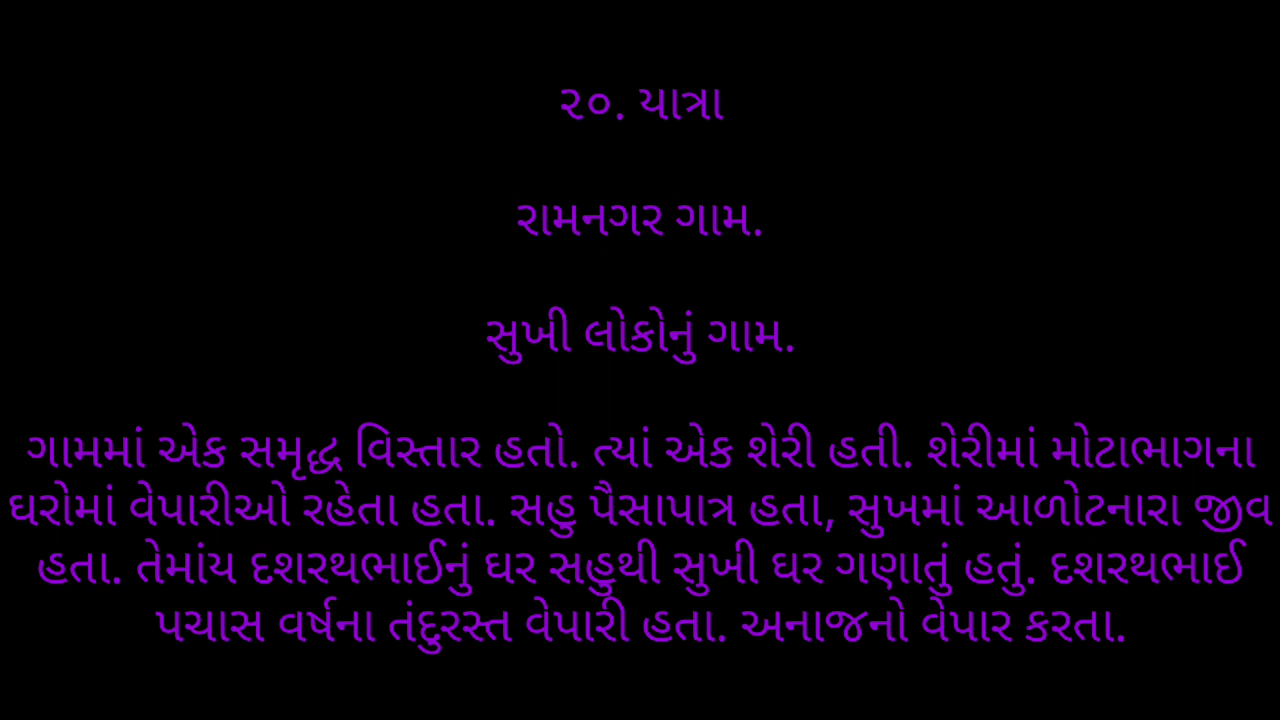 ૨૦. યાત્રા
રામનગર ગામ.
સુખી લોકોનું ગામ.
ગામમાં એક સમૃદ્ધ વિસ્તાર હતો. ત્યાં એક શેરી હતી. શેરીમાં મોટાભાગના
ઘરોમાં વેપારીઓ રહેતા હતા. સહુ પૈસાપાત્ર હતા, સુખમાં આળોટનારા જીવ
હતા. તેમાંય દશરથભાઈનું ઘર સહુથી સુખી ઘર ગણાતું હતું. દશરથભાઈ
પચાસ વર્ષના તંદુરસ્ત વેપારી હતા. અનાજનો વેપાર કરતા.